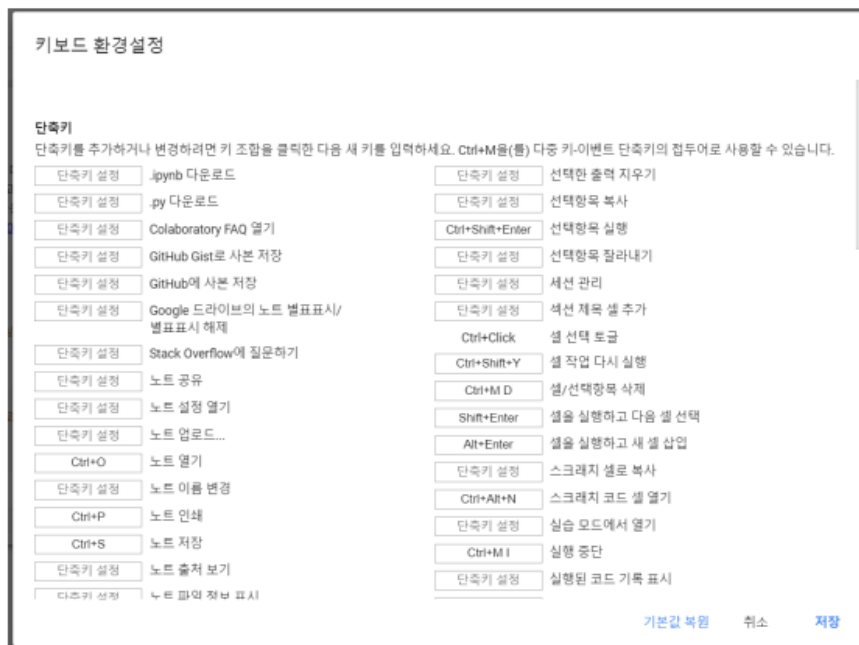 키보드 환경설정
단축키
단축키를 추가하거나 변경하려면 키 조합을 클릭한 다음 새 키를 입력하세요. Ctrl+M을(를) 다중 키-이벤트 단축키의 접두어로 사용할 수 있습니다.
단축키 설정 .ipynb 다운로드
단축키 설정 .py 다운로드
단축키 설정 Colaboratory FAQ 열기
단축키 설정 GitHub Gist로 사본 저장
단축키 설정 GitHub에 사본 저장
단축키 설정 Google 드라이브의 노트 별표표시/
별표표시 해제
단축키 설정 Stack Overflow에 질문하기
단축키 설정 노트 공유
단축키 설정 노트 설정 열기
단축키 설정 노트 업로드...
Ctrl+O 노트 열기
단축키 설정 노트 이름 변경
Ctrl+P 노트 인쇄
Ctrl+S 노트 저장
단축키 설정 노트 출처 보기
단축키 설정 노트 파일 정보 표시
단축키 설정 선택한 출력 지우기
단축키 설정 선택항목 복사
Ctrl+Shift+Enter 선택항목 실행
단축키 설정 선택항목 잘라내기
단축키 설정 세션 관리
단축키 설정 섹션 제목 셀 추가
Ctrl+Click 셀 선택 토글
Ctrl+Shift+Y 셀 작업 다시 실행
Ctrl+M D 셀/선택항목 삭제
Shift+Enter 셀을 실행하고 다음 셀 선택
Alt+Enter 셀을 실행하고 새 셀 삽입
단축키 설정 스크래치 셀로 복사
Ctrl+Alt+N 스크래치 코드 셀 열기
단축키 설정 실습 모드에서 열기
Ctrl+M I 실행 중단
단축키 설정 실행된 코드 기록 표시
기본값 복원 취소 저장